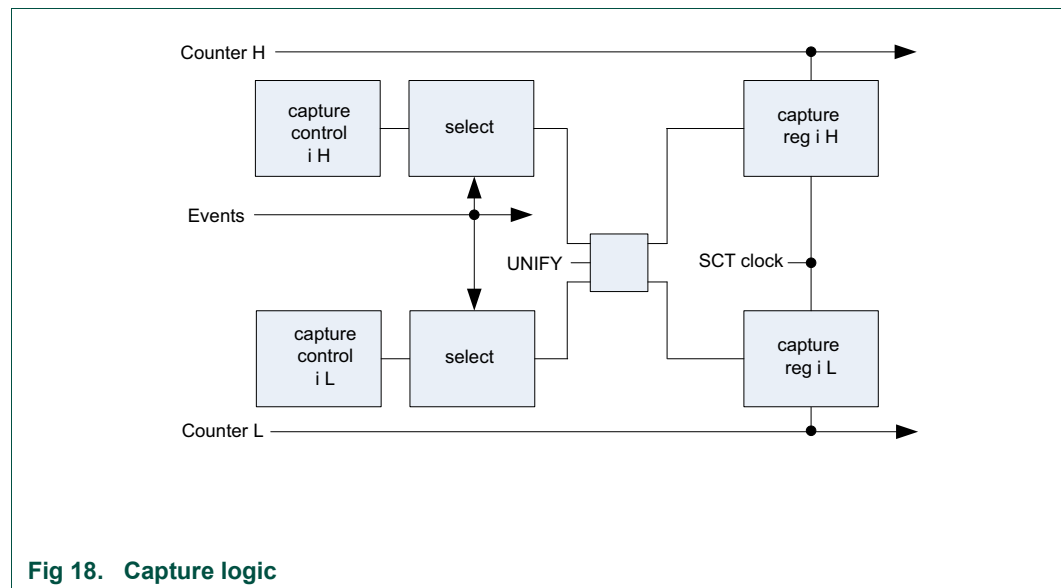 Counter H
capture
control
i H
select
capture
reg i H
Events
UNIFY
SCT clock
capture
control
i L
select
capture
reg i L
Counter L
Fig 18. Capture logic